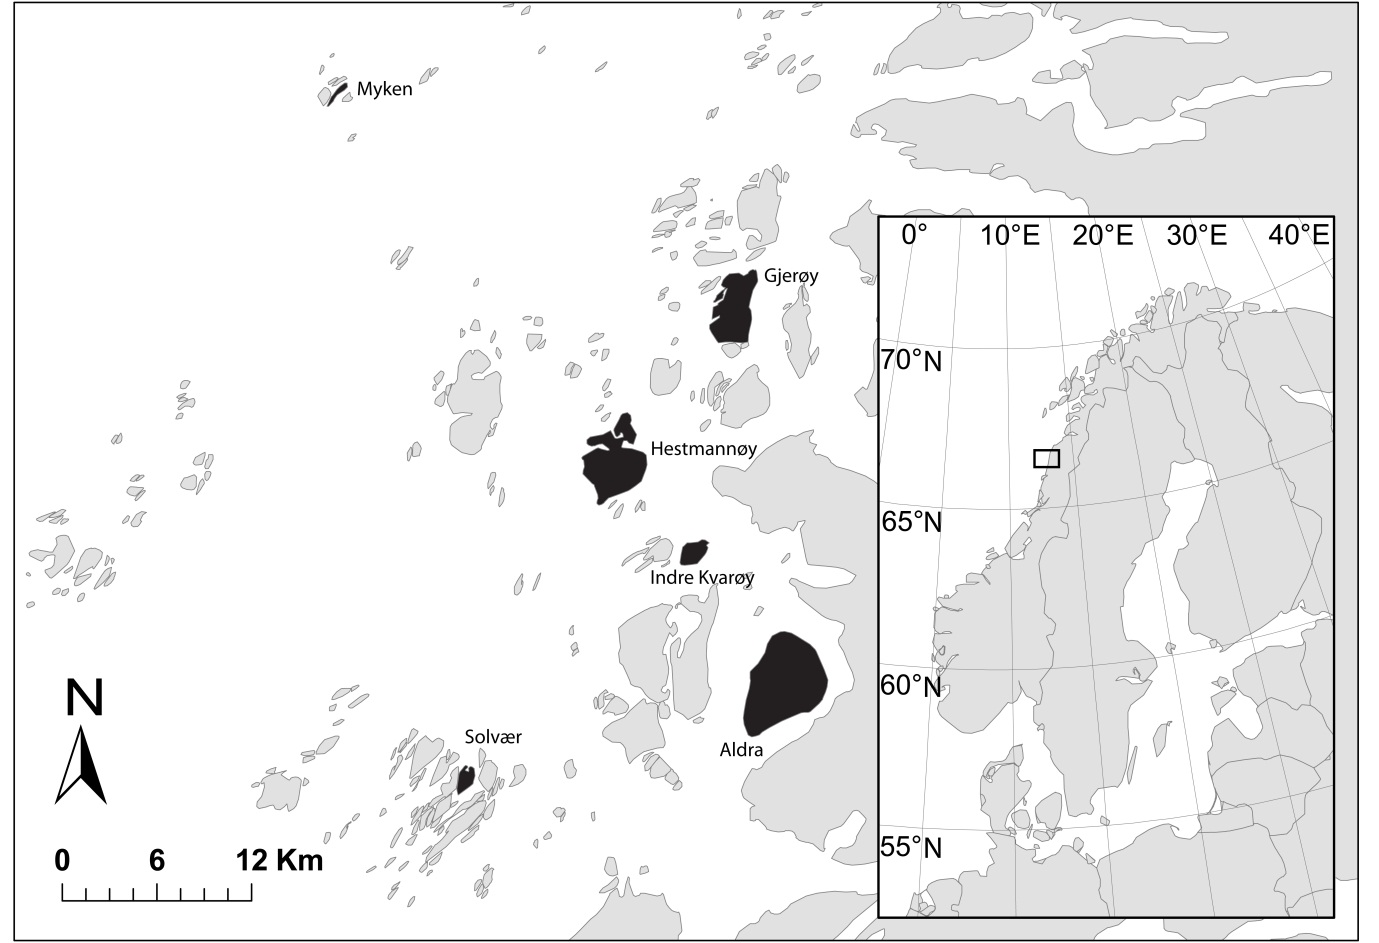 Myken
0° 10°E 20°E 30°E 40°E
Gjerøy
70°N
Hestmannøy
65°N
Indre Kvarøy
60°N
N
Solvær
Aldra
55°N
0 6 12 Km